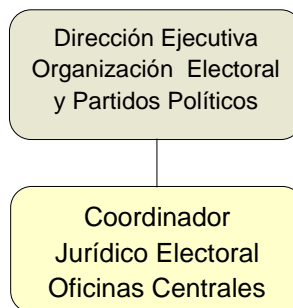 Dirección Ejecutiva
Organización Electoral
y Partidos Políticos
Coordinador
Jurídico Electoral
Oficinas Centrales